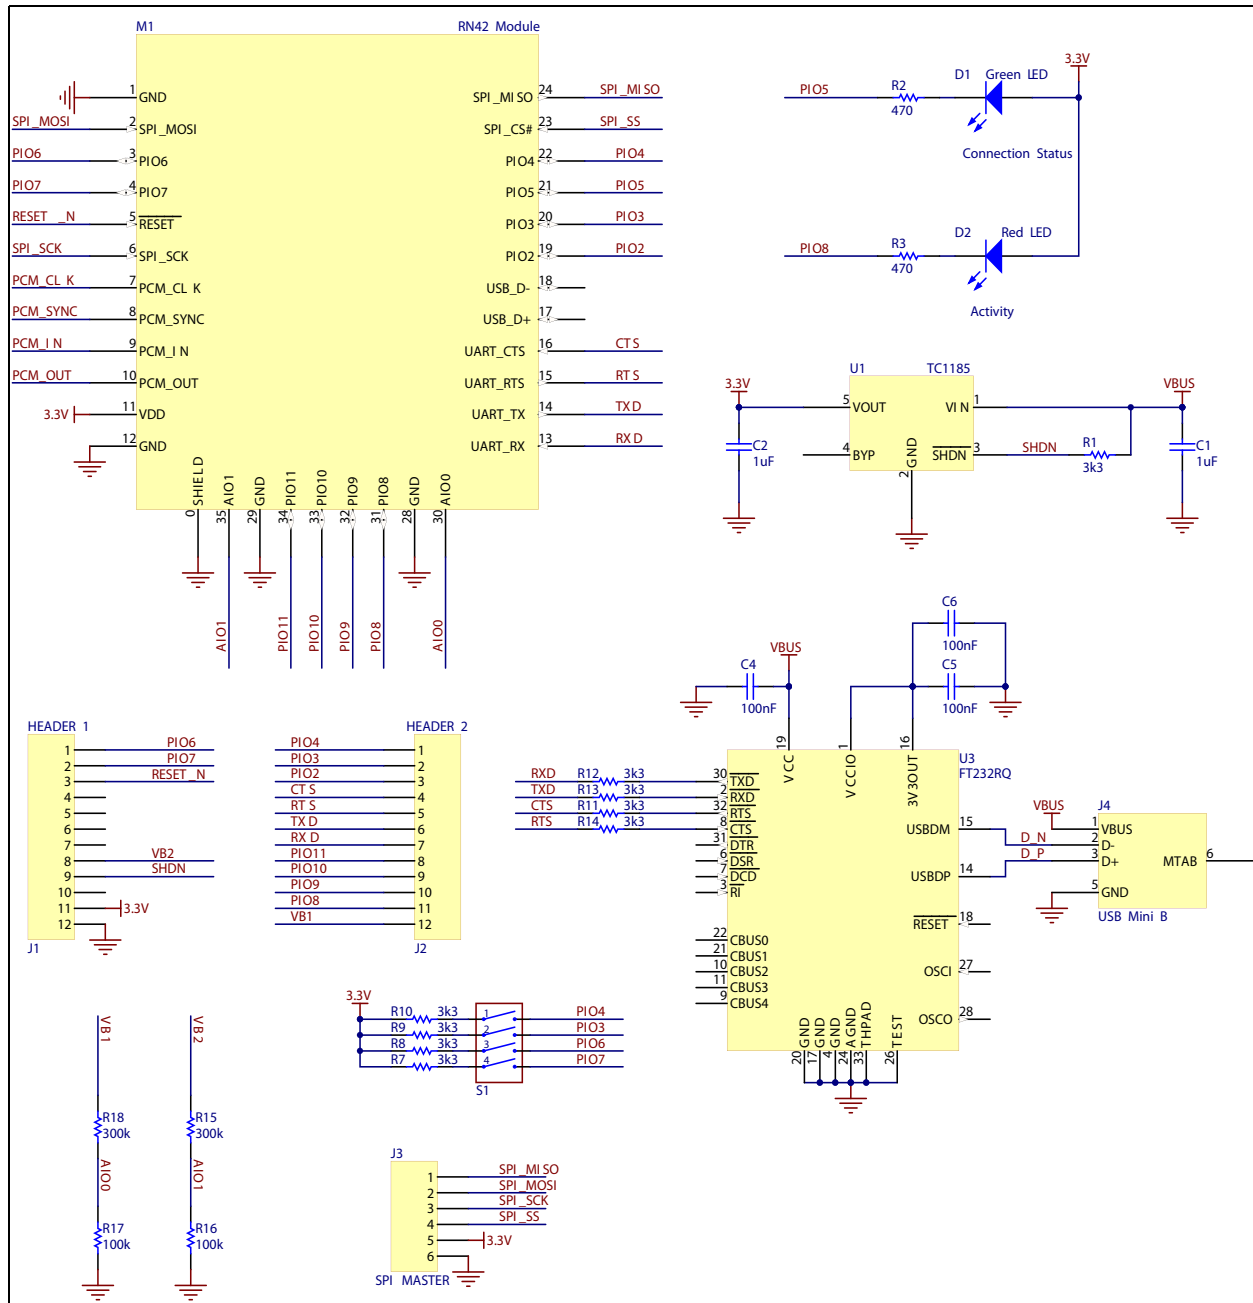 M1
RN42 Module
1 GND
SPI_MOSI 2 SPI_MOSI
PIO6 3 PIO6
PIO7 4 PIO7
RESET _N 5 RESET
SPI_SCK 6 SPI_SCK
PCM_CL K 7 PCM_CL K
PCM_SYNC 8 PCM_SYNC
PCM_I N 9 PCM_I N
PCM_OUT 10 PCM_OUT
3.3V 11 VDD
12 GND
SPI_MISO 24 SPI_MISO
SPI_CS# 23 SPI_SS
PIO4 22 PIO4
PIO5 21 PIO5
PIO3 20 PIO3
PIO2 19 PIO2
USB_D- 18
USB_D+ 17
UART_CTS 16 CTS
UART_RTS 15 RTS
UART_TX 14 TXD
UART_RX 13 RXD
0 SHIELD
35 AIO1 AIO1
29 GND
34 PIO11 PIO11
33 PIO10 PIO10
32 PIO9 PIO9
31 PIO8 PIO8
28 GND
30 AIO0 AIO0
3.3V
PIO5 R2 470 D1 Green LED
Connection Status
PIO8 R3 470 D2 Red LED
Activity
U1 TC1185
3.3V 5 VOUT VIN 1 VBUS
4 BYP SHDN 3 SHDN R1 3k3
GND 2
C2 1uF
C1 1uF
C6 100nF
C5 100nF
VBUS
C4 100nF
U3
FT232RQ
19 VCC
1 VCCIO
16 3V3OUT
RXD R12 3k3 30 TXD
TXD R13 3k3 2 RXD
CTS R11 3k3 32 RTS
RTS R14 3k3 8 CTS
31 DTR
6 DSR
7 DCD
3 RI
22 CBUS0
21 CBUS1
10 CBUS2
11 CBUS3
9 CBUS4
USBDM 15 D_N
USBDP 14 D_P
RESET 18
OSCI 27
OSCO 28
20 GND
17 GND
4 GND
24 AGND
33 THPAD
26 TEST
J4
VBUS 1 VBUS
2 D-
3 D+
5 GND
MTAB 6
USB Mini B
HEADER 1
1 PIO6
2 PIO7
3 RESET_N
4
5
6
7
8 VB2
9 SHDN
10
11 3.3V
12
J1
HEADER 2
PIO4 1
PIO3 2
PIO2 3
CTS 4
RTS 5
TXD 6
RXD 7
PIO11 8
PIO10 9
PIO9 10
PIO8 11
VB1 12
J2
3.3V
R10 3k3 1 PIO4
R9 3k3 2 PIO3
R8 3k3 3 PIO6
R7 3k3 4 PIO7
S1
VB1
R18 300k
AIO0
R17 100k
VB2
R15 300k
AIO1
R16 100k
J3
1 SPI_MISO
2 SPI_MOSI
3 SPI_SCK
4 SPI_SS
5 3.3V
6
SPI MASTER